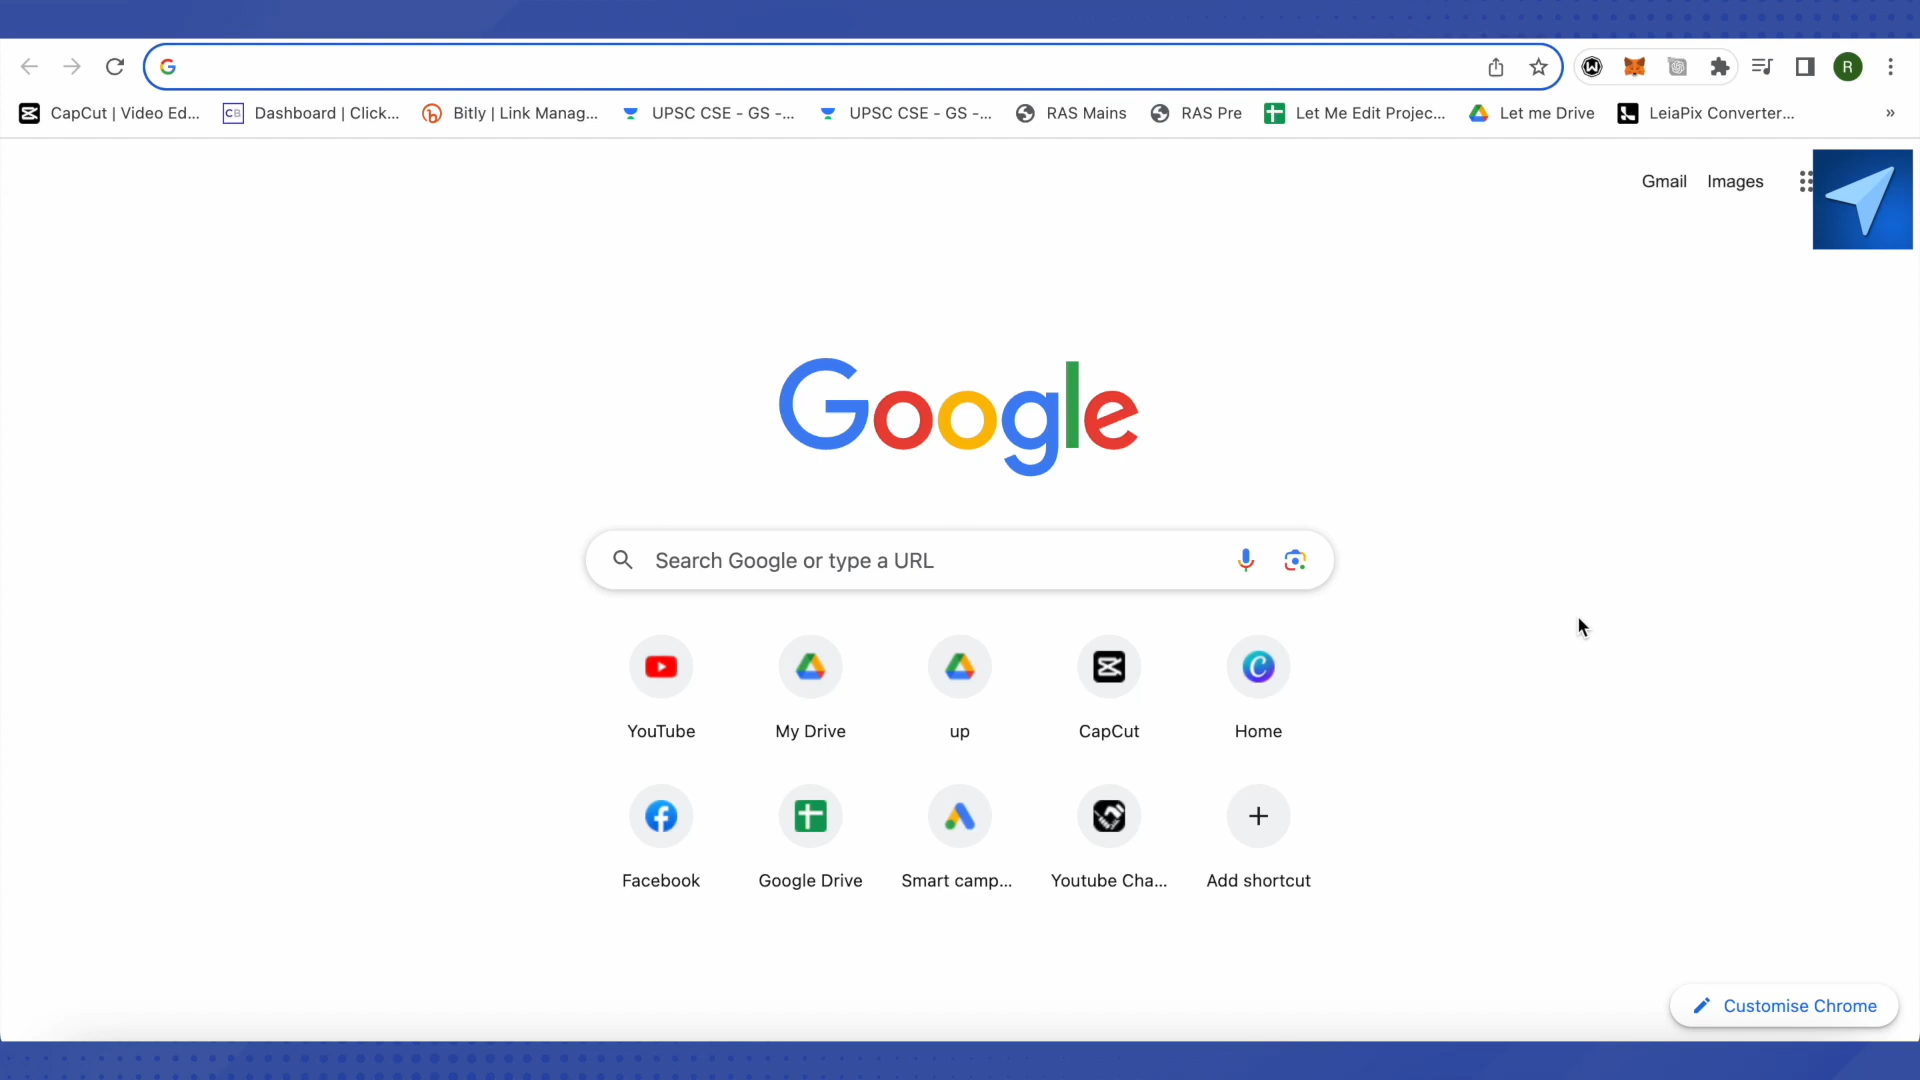 CapCut | Video Ed... CB Dashboard | Click... Bitly | Link Manag... UPSC CSE - GS -... UPSC CSE - GS -... RAS Mains RAS Pre Let Me Edit Projec... Let me Drive LeiaPix Converter... »
R
Gmail Images
Google
Search Google or type a URL
YouTube My Drive up CapCut Home
Facebook Google Drive Smart camp... Youtube Cha... Add shortcut
Customise Chrome